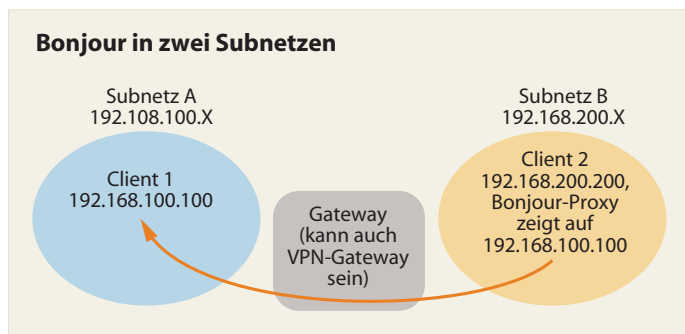 Bonjour in zwei Subnetzen
Subnetz A
192.108.100.X
Client 1
192.168.100.100
Gateway
(kann auch
VPN-Gateway
sein)
Subnetz B
192.168.200.X
Client 2
192.168.200.200,
Bonjour-Proxy
zeigt auf
192.168.100.100